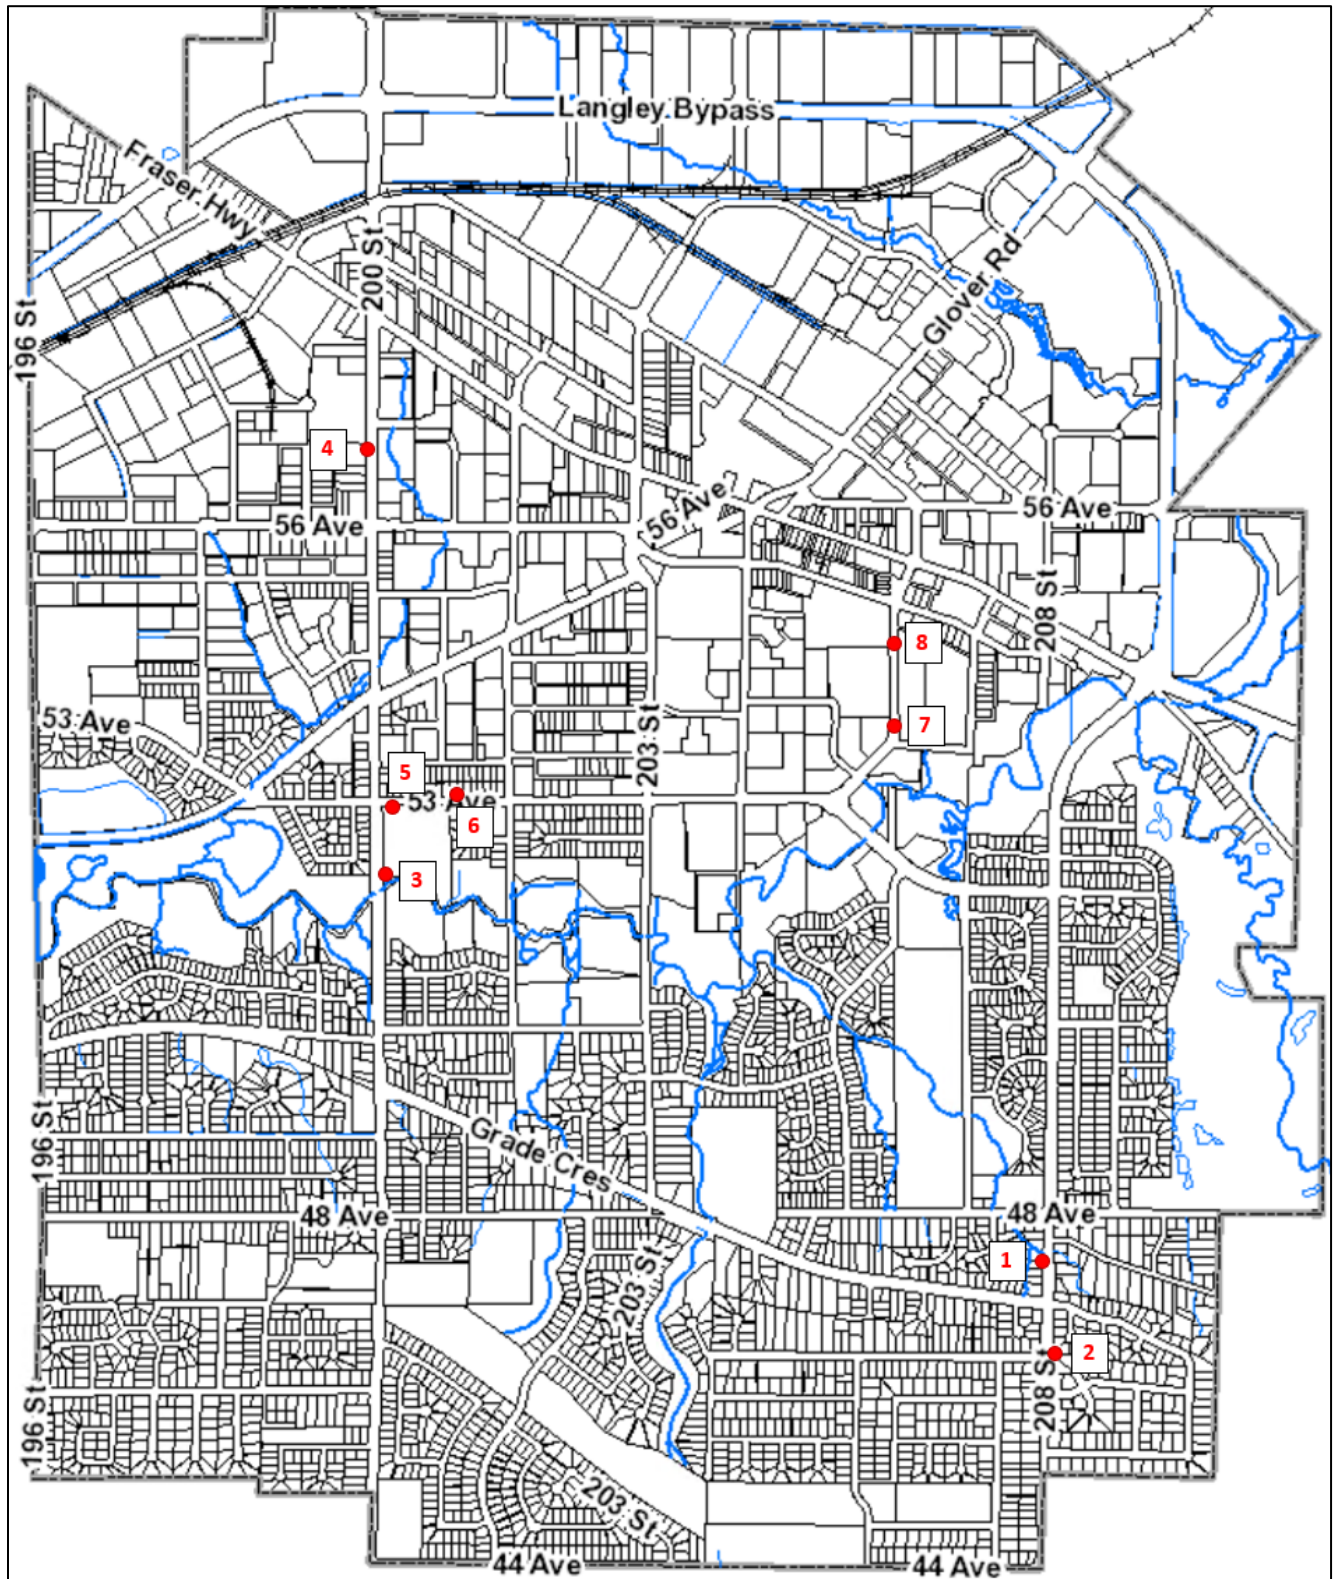 Langley Bypass
Fraser Hwy
200 St
Glover Rd
196 St
4
56 Ave
56 Ave
56 Ave
208 St
8
53 Ave
203 St
7
5
53 Ave
6
3
196 St
Grade Cres
48 Ave
48 Ave
1
203 St
2
208 St
196 St
203 St
44 Ave
44 Ave